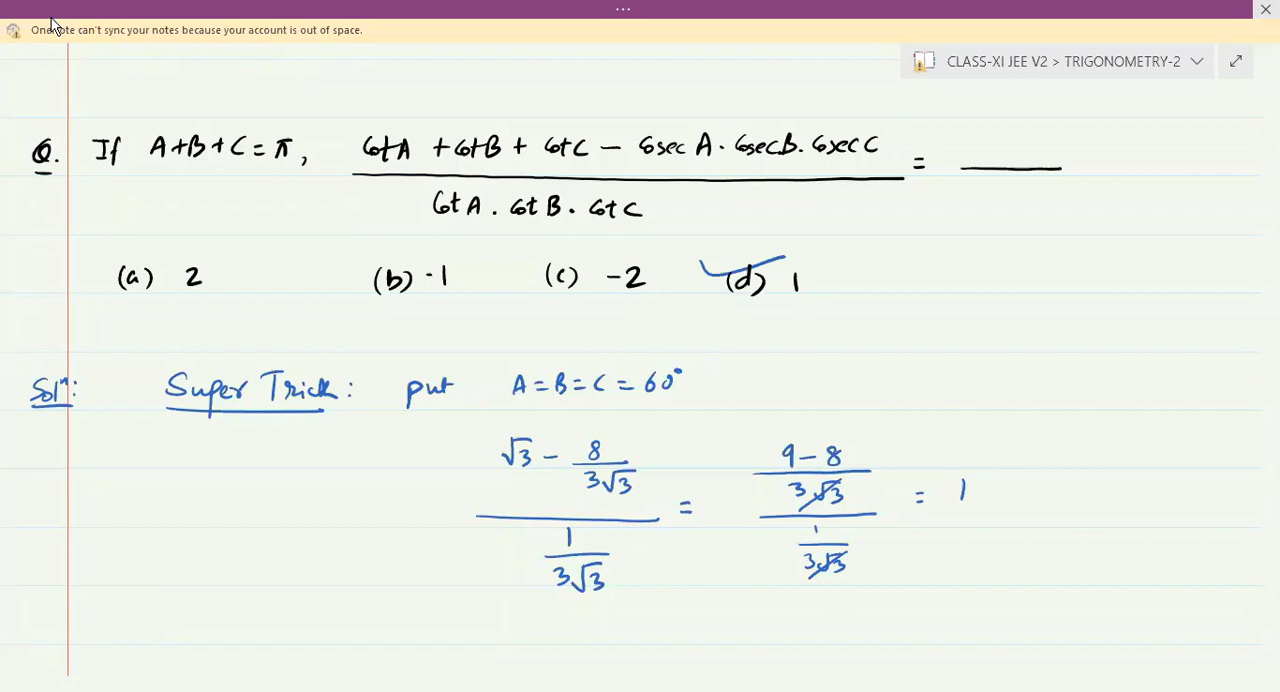 ...
OneNote can't sync your notes because your account is out of space.
CLASS-XI JEE V2 > TRIGONOMETRY-2
Q. If A+B+C = π, (Cot A + Cot B + Cot C − Cosec A · Cosec B · Cosec C) / (Cot A . Cot B . Cot C) = ______
(a) 2 (b) -1 (c) -2 (d) 1
Solⁿ: Super Trick: put A = B = C = 60°
(√3 − 8/(3√3)) / (1/(3√3)) = ((9 − 8)/(3√3)) / (1/(3√3)) = 1